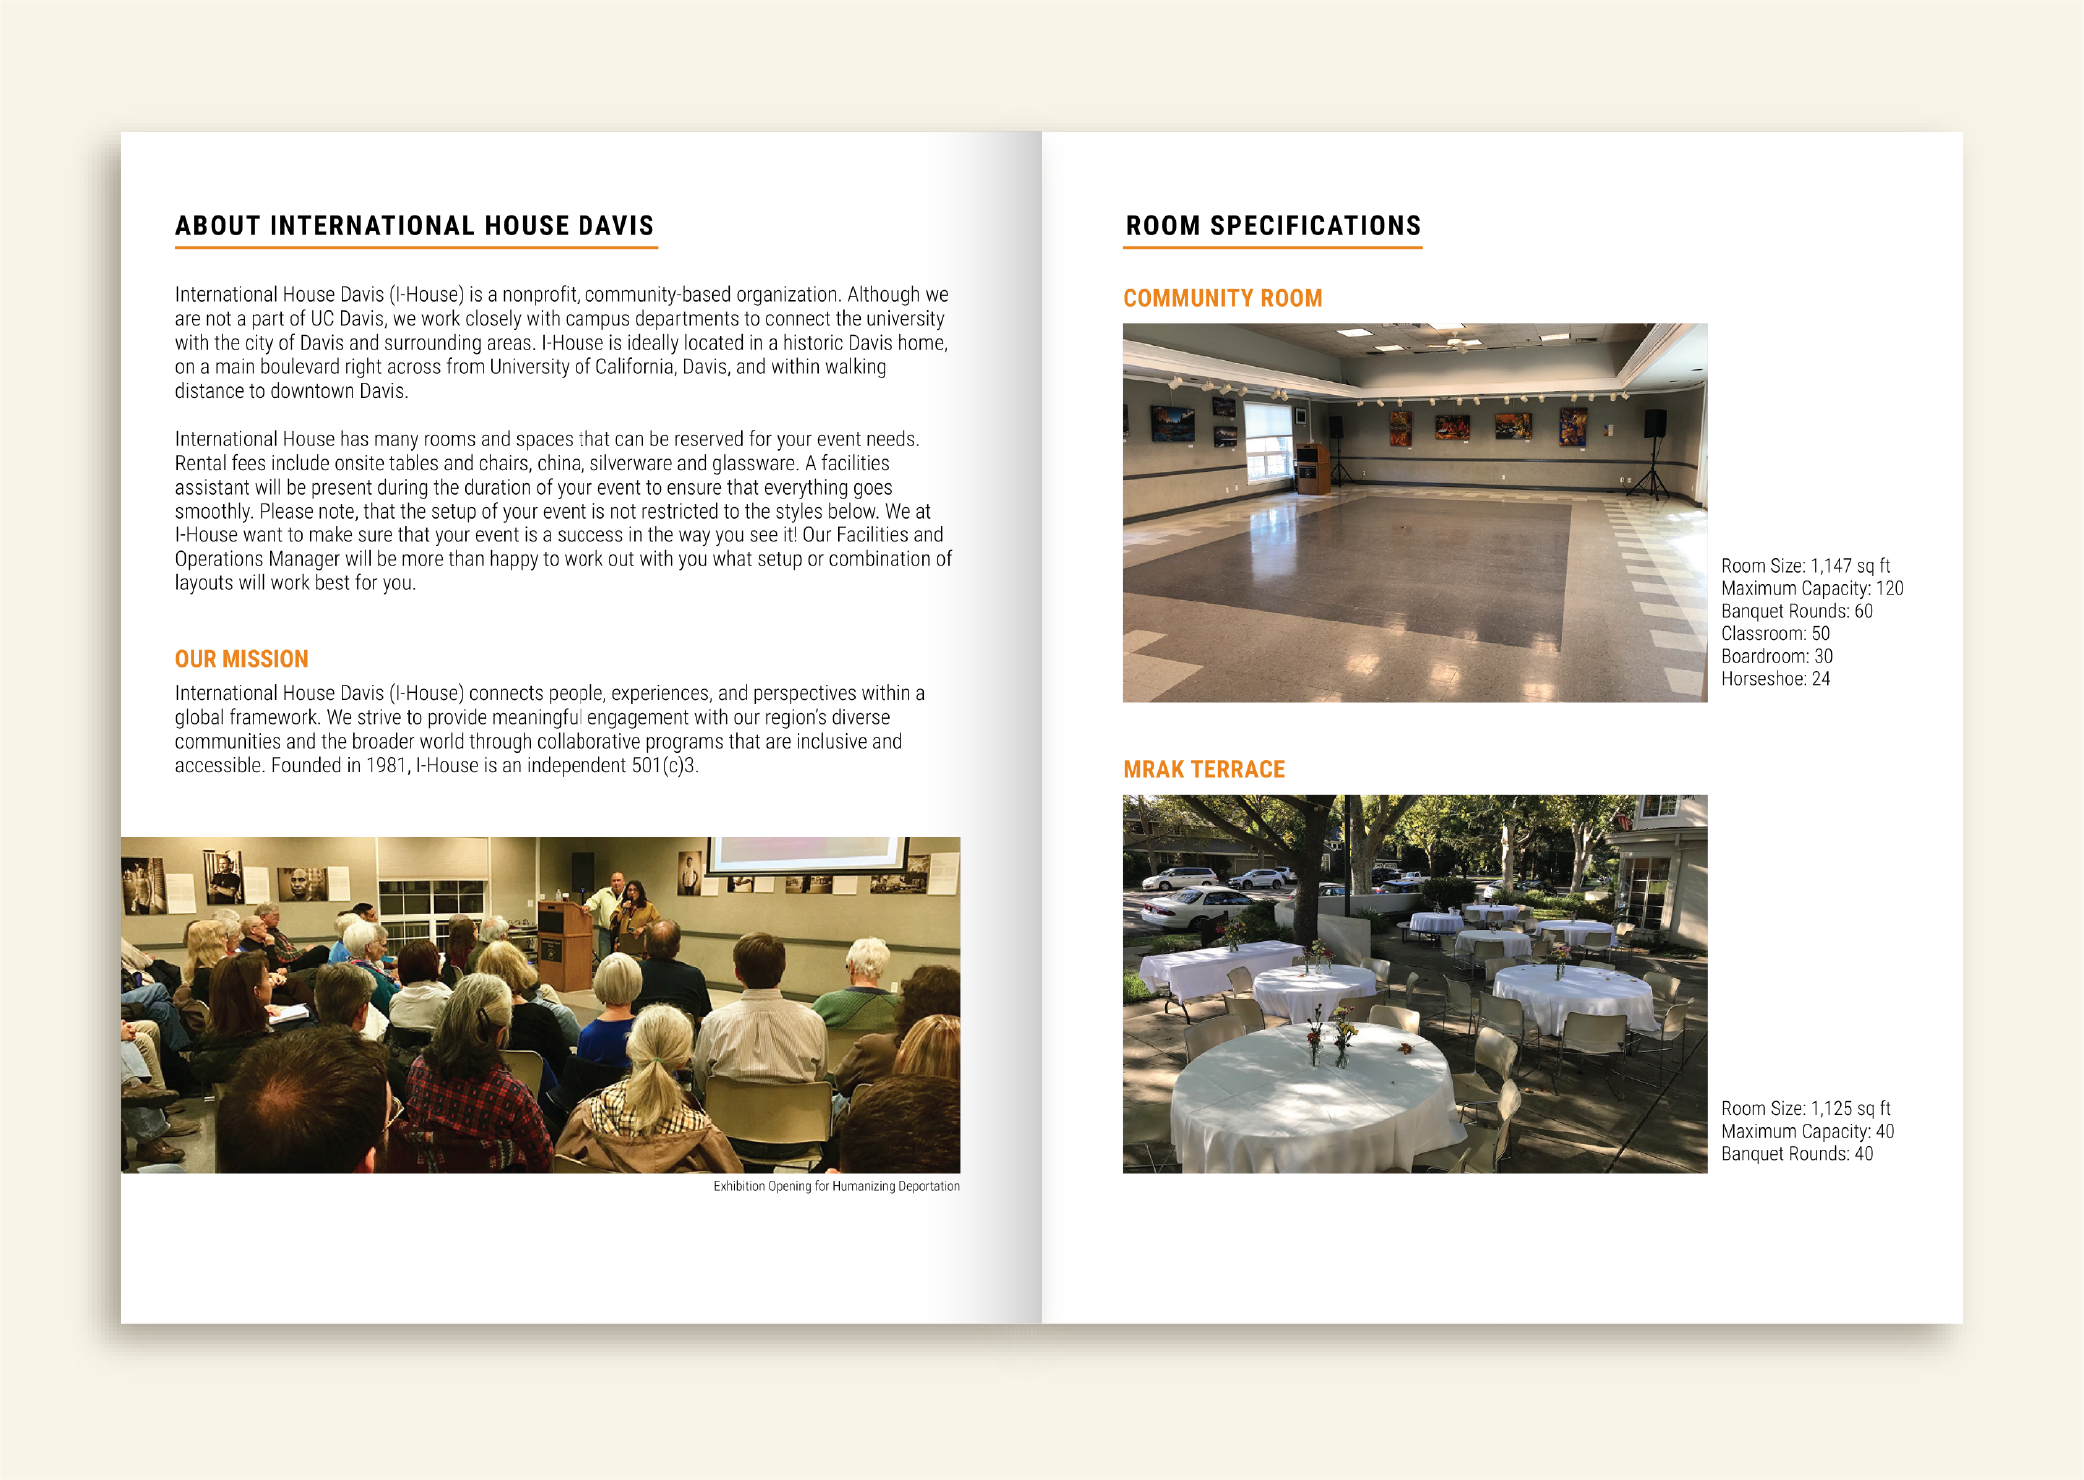 ABOUT INTERNATIONAL HOUSE DAVIS
International House Davis (I-House) is a nonprofit, community-based organization. Although we
are not a part of UC Davis, we work closely with campus departments to connect the university
with the city of Davis and surrounding areas. I-House is ideally located in a historic Davis home,
on a main boulevard right across from University of California, Davis, and within walking
distance to downtown Davis.
International House has many rooms and spaces that can be reserved for your event needs.
Rental fees include onsite tables and chairs, china, silverware and glassware. A facilities
assistant will be present during the duration of your event to ensure that everything goes
smoothly. Please note, that the setup of your event is not restricted to the styles below. We at
I-House want to make sure that your event is a success in the way you see it! Our Facilities and
Operations Manager will be more than happy to work out with you what setup or combination of
layouts will work best for you.
OUR MISSION
International House Davis (I-House) connects people, experiences, and perspectives within a
global framework. We strive to provide meaningful engagement with our region's diverse
communities and the broader world through collaborative programs that are inclusive and
accessible. Founded in 1981, I-House is an independent 501(c)3.
Exhibition Opening for Humanizing Deportation
ROOM SPECIFICATIONS
COMMUNITY ROOM
Room Size: 1,147 sq ft
Maximum Capacity: 120
Banquet Rounds: 60
Classroom: 50
Boardroom: 30
Horseshoe: 24
MRAK TERRACE
Room Size: 1,125 sq ft
Maximum Capacity: 40
Banquet Rounds: 40